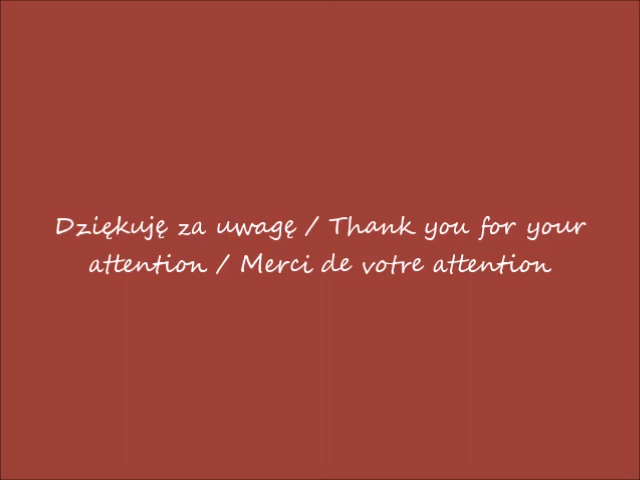 Dziękuję za uwagę / Thank you for your
attention / Merci de votre attention